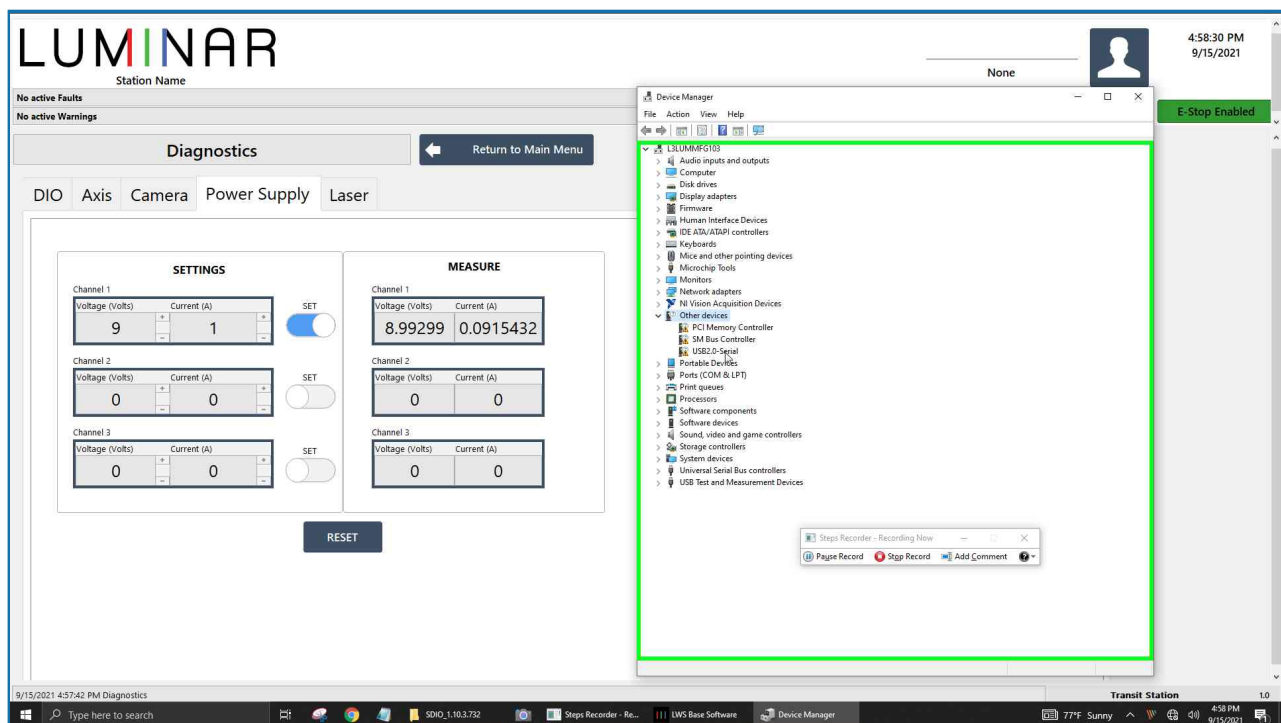 LUMINAR
Station Name
None
4:58:30 PM
9/15/2021
No active Faults
No active Warnings
E-Stop Enabled
Diagnostics
Return to Main Menu
DIO Axis Camera Power Supply Laser
SETTINGS
Channel 1
Voltage (Volts) Current (A) SET
9 + - 1 + -
Channel 2
Voltage (Volts) Current (A) SET
0 + - 0 + -
Channel 3
Voltage (Volts) Current (A) SET
0 + - 0 + -
MEASURE
Channel 1
Voltage (Volts) Current (A)
8.99299 0.0915432
Channel 2
Voltage (Volts) Current (A)
0 0
Channel 3
Voltage (Volts) Current (A)
0 0
RESET
Device Manager
File Action View Help
L3LUMMFG103
Audio inputs and outputs
Computer
Disk drives
Display adapters
Firmware
Human Interface Devices
IDE ATA/ATAPI controllers
Keyboards
Mice and other pointing devices
Microchip Tools
Monitors
Network adapters
NI Vision Acquisition Devices
Other devices
PCI Memory Controller
SM Bus Controller
USB2.0-Serial
Portable Devices
Ports (COM & LPT)
Print queues
Processors
Software components
Software devices
Sound, video and game controllers
Storage controllers
System devices
Universal Serial Bus controllers
USB Test and Measurement Devices
Steps Recorder - Recording Now
Pause Record Stop Record Add Comment
9/15/2021 4:57:42 PM Diagnostics
Transit Station 1.0
Type here to search
SDIO_1.10.3.732
Steps Recorder - Re...
LWS Base Software
Device Manager
77°F Sunny
4:58 PM
9/15/2021